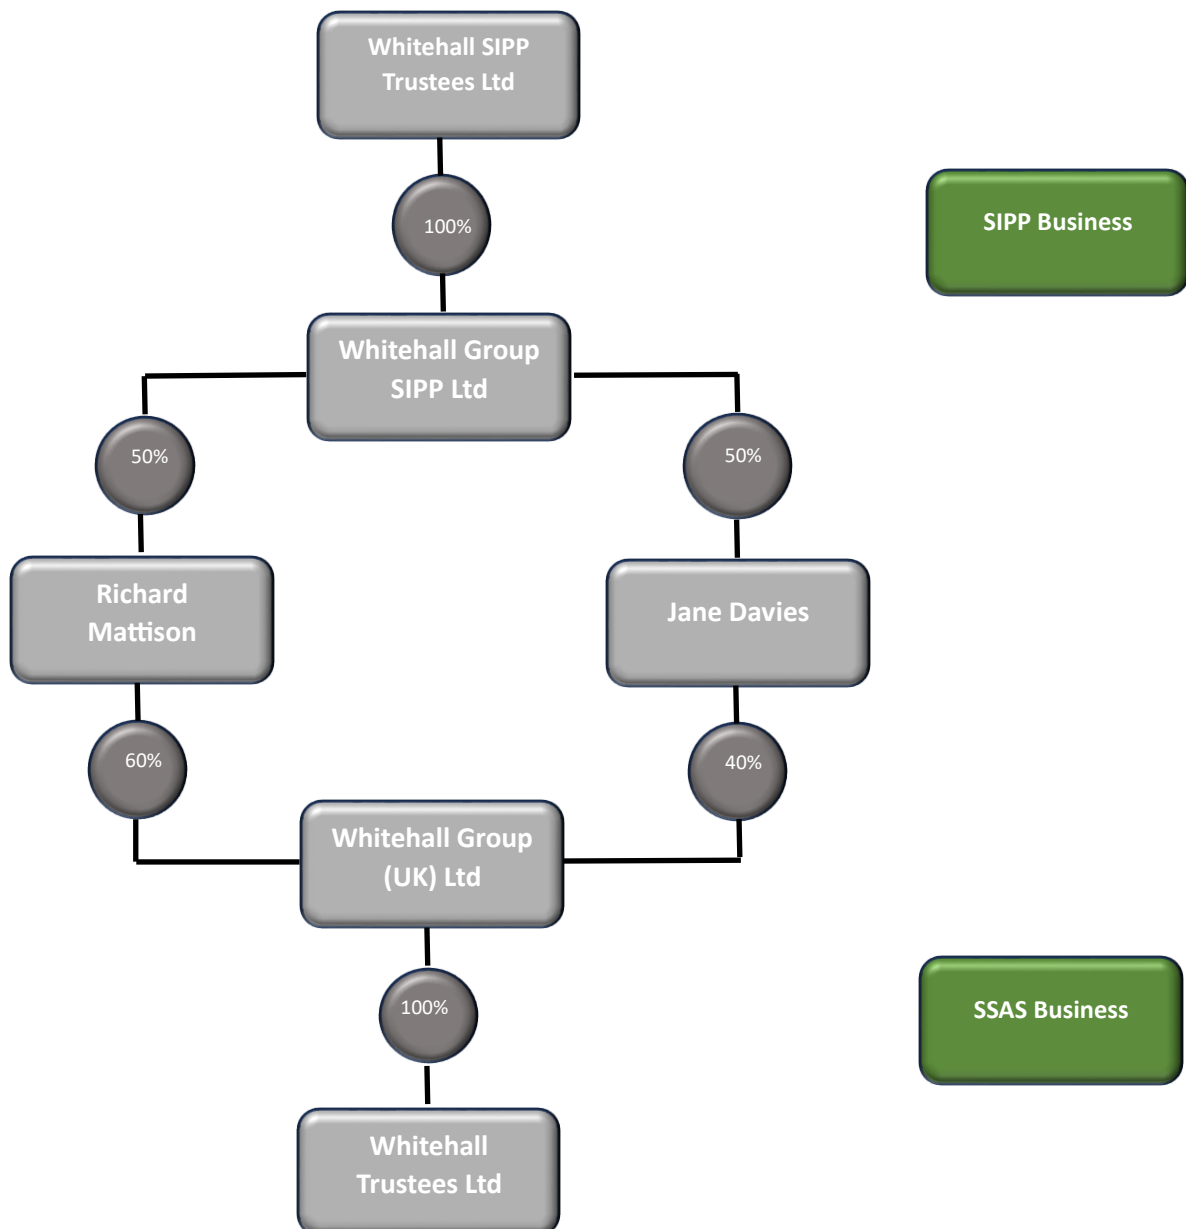 Whitehall SIPP
Trustees Ltd
100%
SIPP Business
Whitehall Group
SIPP Ltd
50%
50%
Richard
Mattison
Jane Davies
60%
40%
Whitehall Group
(UK) Ltd
100%
SSAS Business
Whitehall
Trustees Ltd